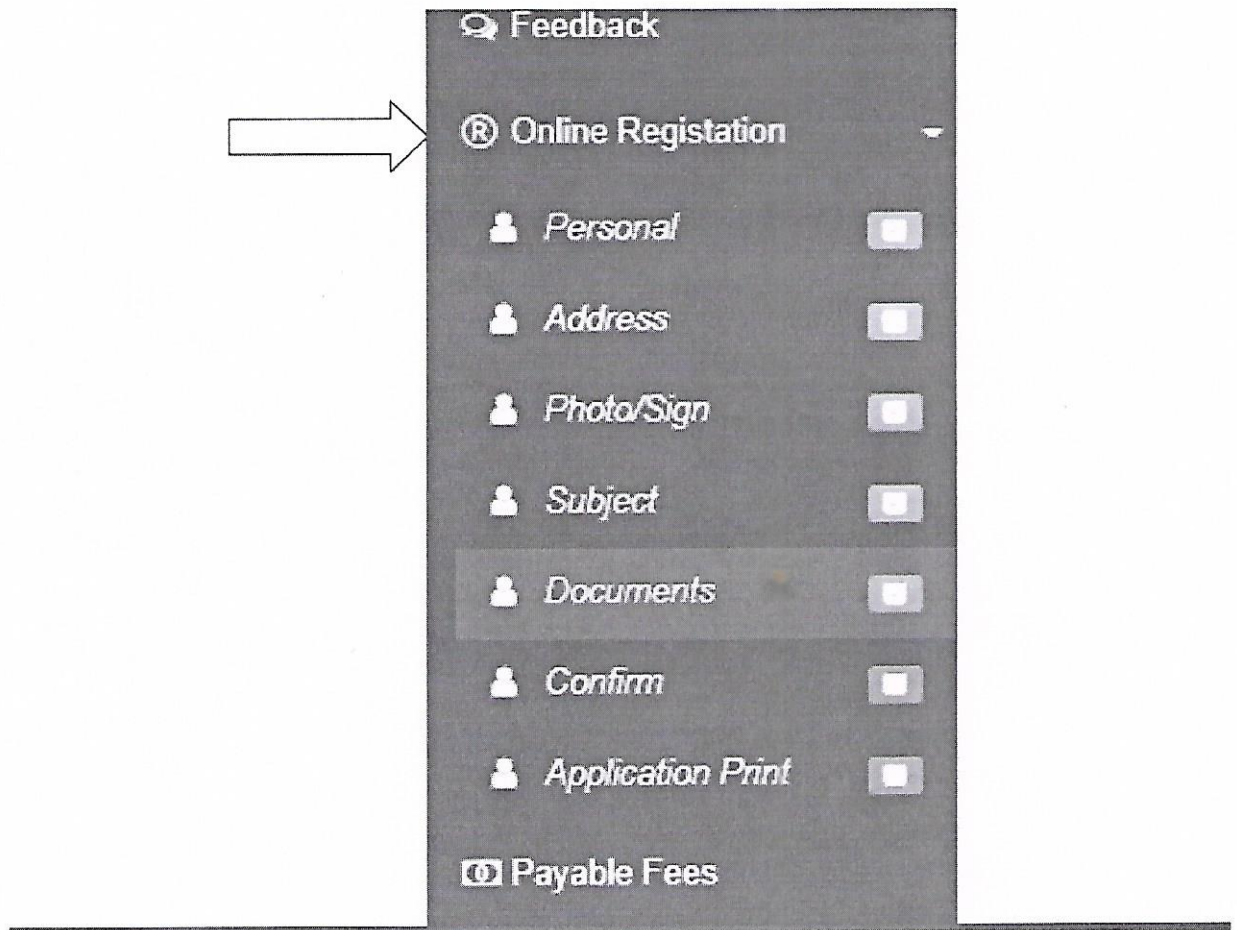 Feedback
® Online Registation
Personal
Address
Photo/Sign
Subject
Documents
Confirm
Application Print
Payable Fees